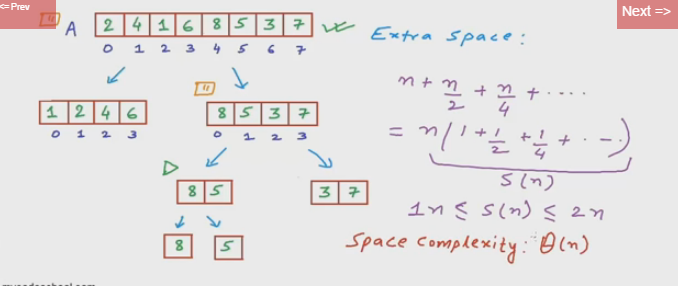 <= Prev
Next =>
A 2 4 1 6 8 5 3 7
0 1 2 3 4 5 6 7
Extra space:
n + n/2 + n/4 + ....
= n(1 + 1/2 + 1/4 + ...)
S(n)
1n ≤ S(n) ≤ 2n
Space complexity: Θ(n)
1 2 4 6
0 1 2 3
8 5 3 7
0 1 2 3
8 5
3 7
8
5